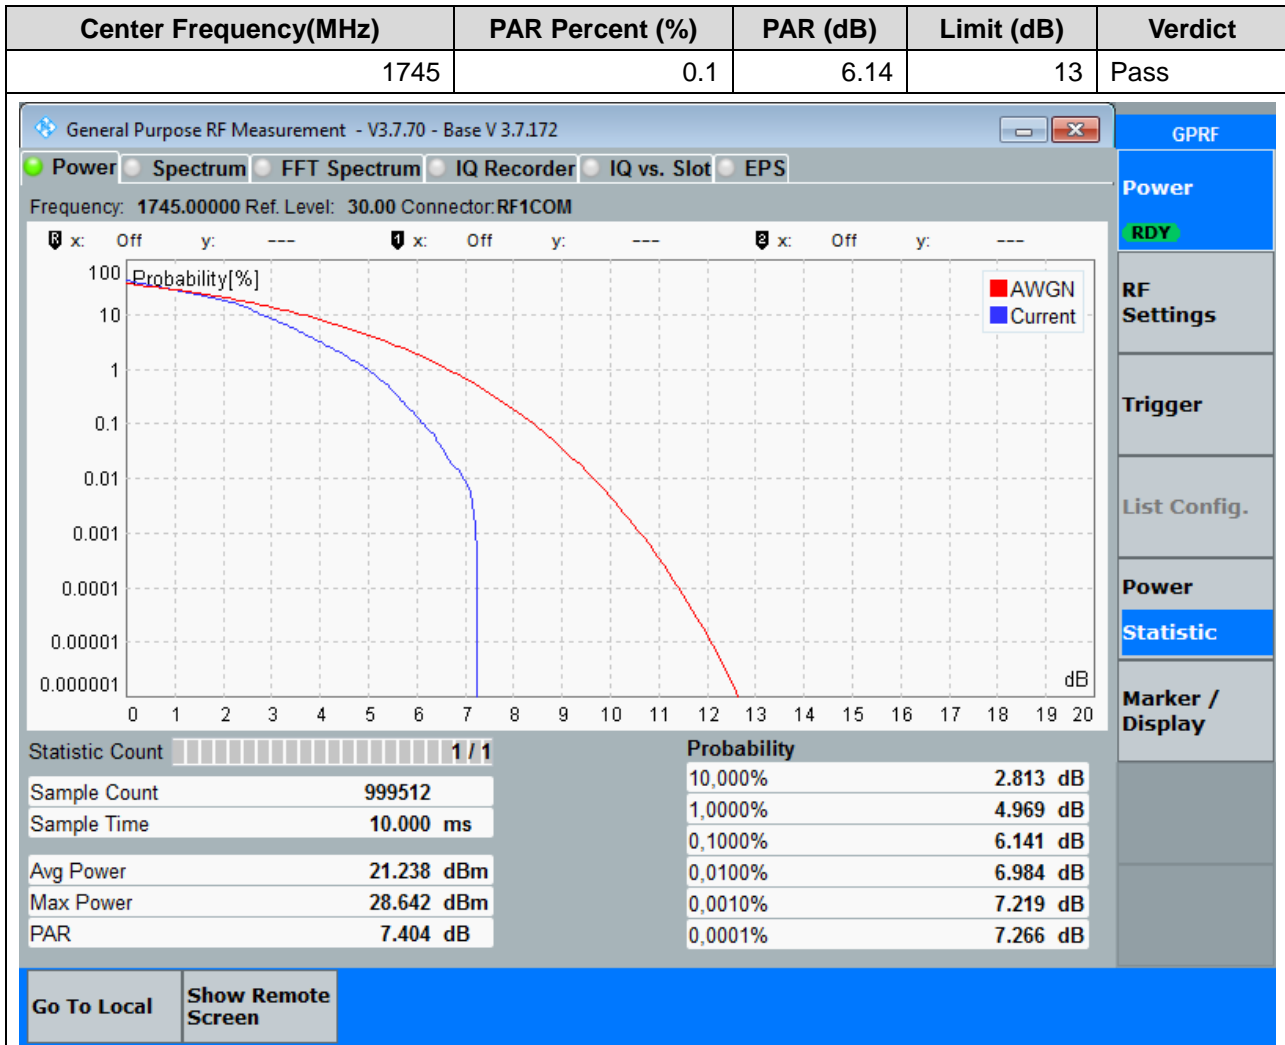 Center Frequency(MHz) PAR Percent (%) PAR (dB) Limit (dB) Verdict
1745 0.1 6.14 13 Pass
General Purpose RF Measurement - V3.7.70 - Base V 3.7.172
GPRF
Power Spectrum FFT Spectrum IQ Recorder IQ vs. Slot EPS
Power
RDY
Frequency: 1745.00000 Ref. Level: 30.00 Connector:RF1COM
R x: Off y: --- 1 x: Off y: --- 2 x: Off y: ---
Probability[%]
AWGN
Current
100
10
1
0.1
0.01
0.001
0.0001
0.00001
0.000001
dB
0 1 2 3 4 5 6 7 8 9 10 11 12 13 14 15 16 17 18 19 20
RF
Settings
Trigger
List Config.
Power
Statistic
Marker /
Display
Statistic Count 1 / 1
Sample Count 999512
Sample Time 10.000 ms
Avg Power 21.238 dBm
Max Power 28.642 dBm
PAR 7.404 dB
Probability
10,000% 2.813 dB
1,0000% 4.969 dB
0,1000% 6.141 dB
0,0100% 6.984 dB
0,0010% 7.219 dB
0,0001% 7.266 dB
Go To Local
Show Remote
Screen